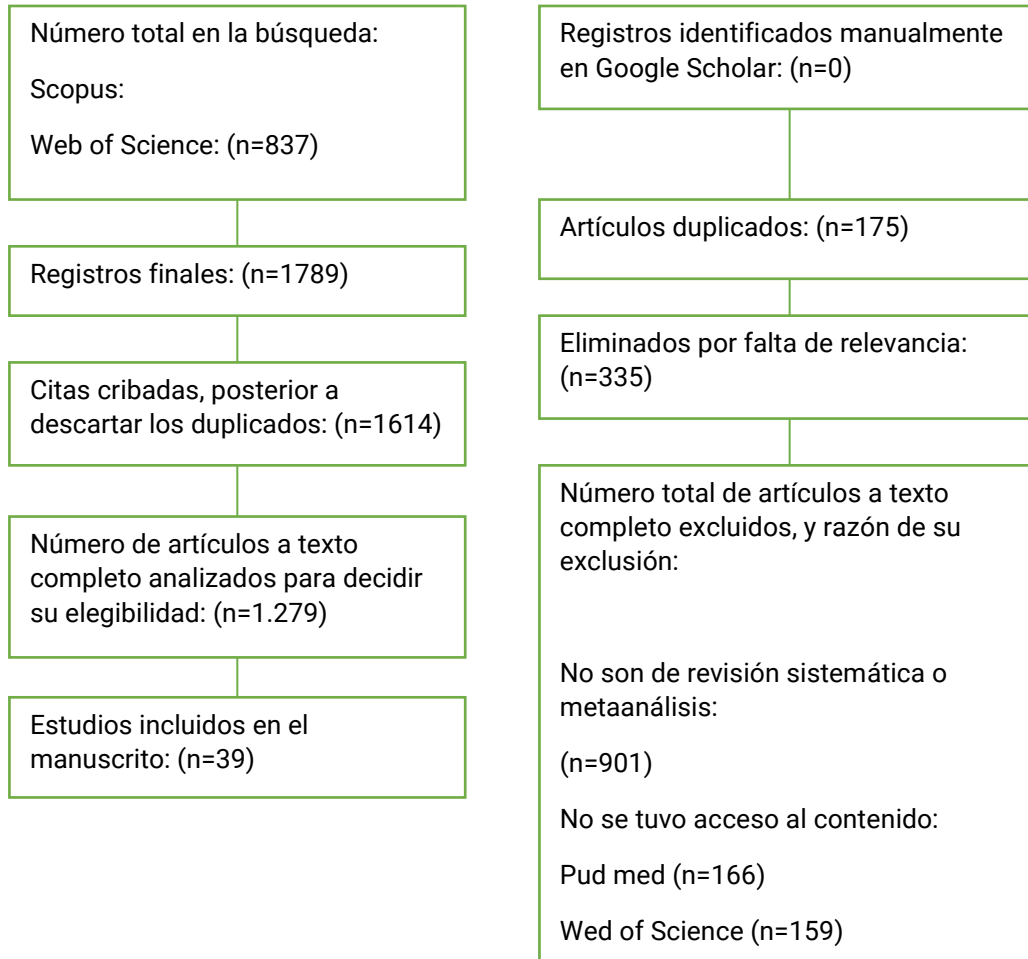 Número total en la búsqueda:
Scopus:
Web of Science: (n=837)
Registros finales: (n=1789)
Citas cribadas, posterior a
descartar los duplicados: (n=1614)
Número de artículos a texto
completo analizados para decidir
su elegibilidad: (n=1.279)
Estudios incluidos en el
manuscrito: (n=39)
Registros identificados manualmente
en Google Scholar: (n=0)
Artículos duplicados: (n=175)
Eliminados por falta de relevancia:
(n=335)
Número total de artículos a texto
completo excluidos, y razón de su
exclusión:
No son de revisión sistemática o
metaanálisis:
(n=901)
No se tuvo acceso al contenido:
Pud med (n=166)
Wed of Science (n=159)